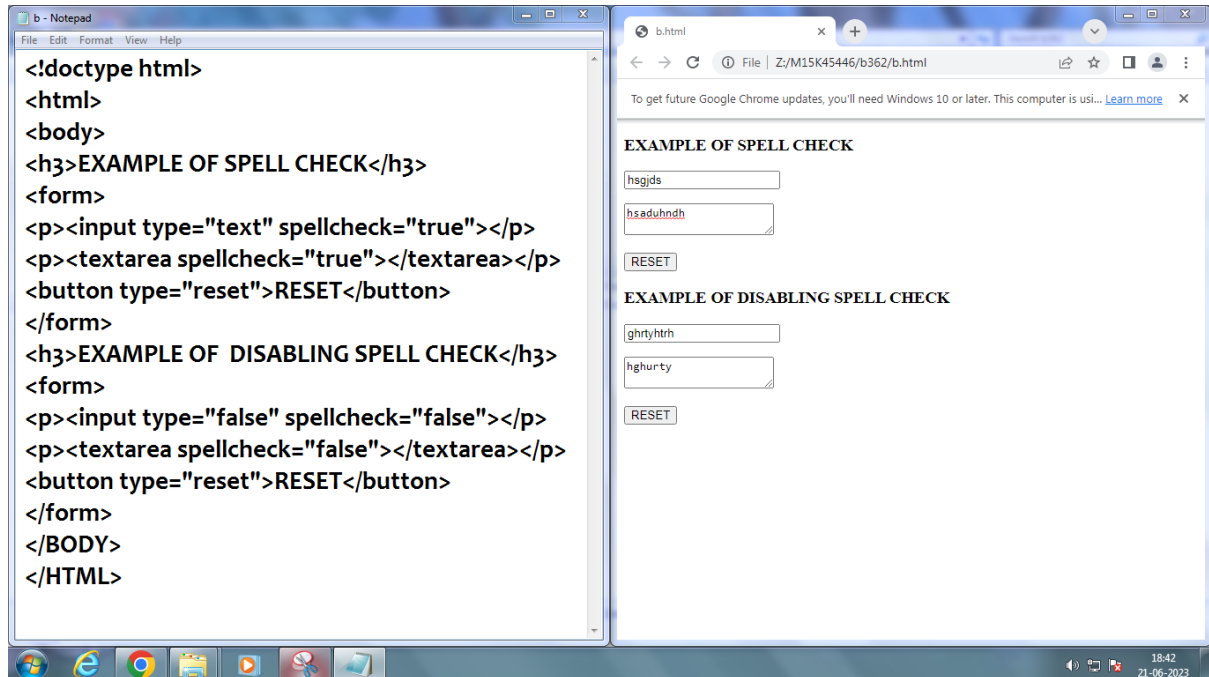 b - Notepad
File Edit Format View Help
<!doctype html>
<html>
<body>
<h3>EXAMPLE OF SPELL CHECK</h3>
<form>
<p><input type="text" spellcheck="true"></p>
<p><textarea spellcheck="true"></textarea></p>
<button type="reset">RESET</button>
</form>
<h3>EXAMPLE OF  DISABLING SPELL CHECK</h3>
<form>
<p><input type="false" spellcheck="false"></p>
<p><textarea spellcheck="false"></textarea></p>
<button type="reset">RESET</button>
</form>
</BODY>
</HTML>
b.html
File | Z:/M15K45446/b362/b.html
To get future Google Chrome updates, you'll need Windows 10 or later. This computer is usi... Learn more
EXAMPLE OF SPELL CHECK
hsgjds
hsaduhndh
RESET
EXAMPLE OF DISABLING SPELL CHECK
ghrtyhtrh
hghurty
RESET
18:42
21-06-2023